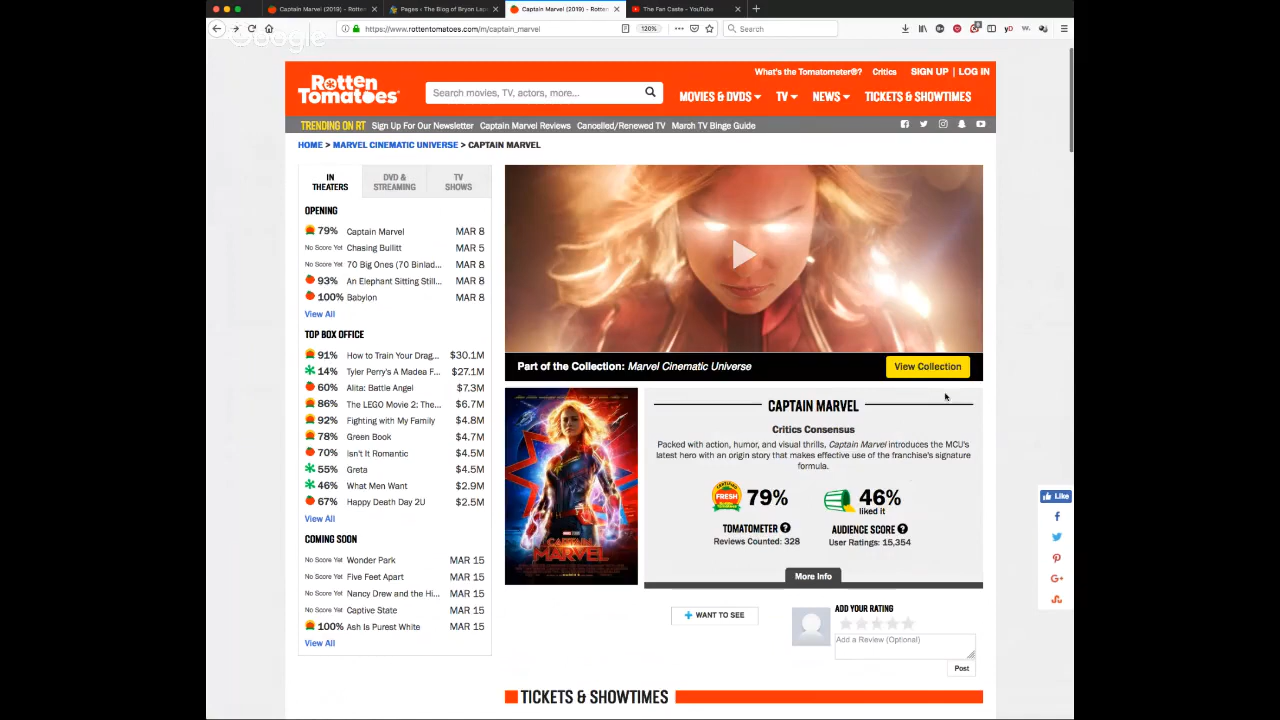 Captain Marvel (2019) - Rotten
Pages ‹ The Blog of Bryon Lap
Captain Marvel (2019) - Rotten
The Fan Caste - YouTube
https://www.rottentomatoes.com/m/captain_marvel
120%
Search
Google
What's the Tomatometer®?
Critics
SIGN UP | LOG IN
Rotten
Tomatoes
Search movies, TV, actors, more...
MOVIES & DVDS
TV
NEWS
TICKETS & SHOWTIMES
TRENDING ON RT
Sign Up For Our Newsletter
Captain Marvel Reviews
Cancelled/Renewed TV
March TV Binge Guide
HOME > MARVEL CINEMATIC UNIVERSE > CAPTAIN MARVEL
IN
THEATERS
DVD &
STREAMING
TV
SHOWS
OPENING
79% Captain Marvel MAR 8
No Score Yet Chasing Bullitt MAR 5
No Score Yet 70 Big Ones (70 Binlad... MAR 8
93% An Elephant Sitting Still... MAR 8
100% Babylon MAR 8
View All
TOP BOX OFFICE
91% How to Train Your Drag... $30.1M
14% Tyler Perry's A Madea F... $27.1M
60% Alita: Battle Angel $7.3M
86% The LEGO Movie 2: The... $6.7M
92% Fighting with My Family $4.8M
78% Green Book $4.7M
70% Isn't It Romantic $4.5M
55% Greta $4.5M
46% What Men Want $2.9M
67% Happy Death Day 2U $2.5M
View All
COMING SOON
No Score Yet Wonder Park MAR 15
No Score Yet Five Feet Apart MAR 15
No Score Yet Nancy Drew and the Hi... MAR 15
No Score Yet Captive State MAR 15
100% Ash Is Purest White MAR 15
View All
Part of the Collection: Marvel Cinematic Universe
View Collection
CAPTAIN
MARVEL
CAPTAIN MARVEL
Critics Consensus
Packed with action, humor, and visual thrills, Captain Marvel introduces the MCU's
latest hero with an origin story that makes effective use of the franchise's signature
formula.
FRESH
79%
46%
liked it
TOMATOMETER
Reviews Counted: 328
AUDIENCE SCORE
User Ratings: 15,354
More Info
WANT TO SEE
ADD YOUR RATING
Add a Review (Optional)
Post
Like
TICKETS & SHOWTIMES